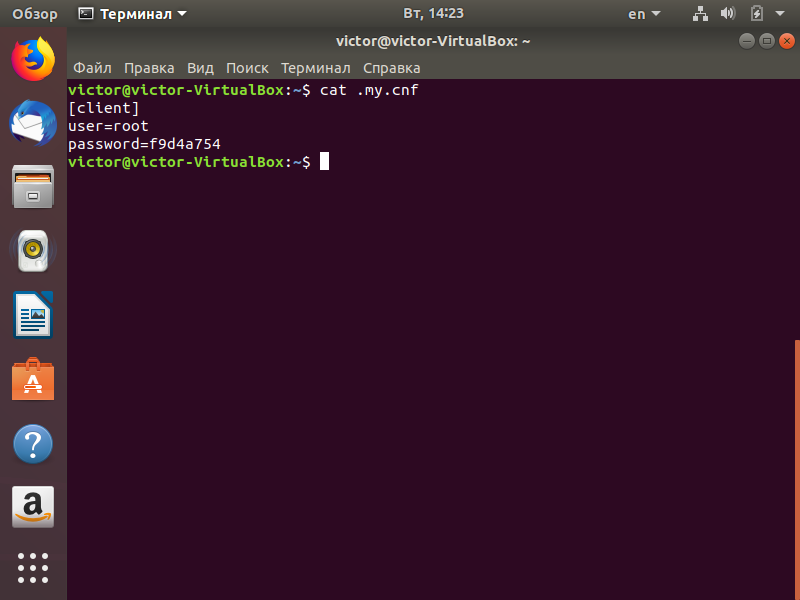 Обзор
Терминал
Вт, 14:23
en
victor@victor-VirtualBox: ~
Файл Правка Вид Поиск Терминал Справка
victor@victor-VirtualBox:~$ cat .my.cnf
[client]
user=root
password=f9d4a754
victor@victor-VirtualBox:~$